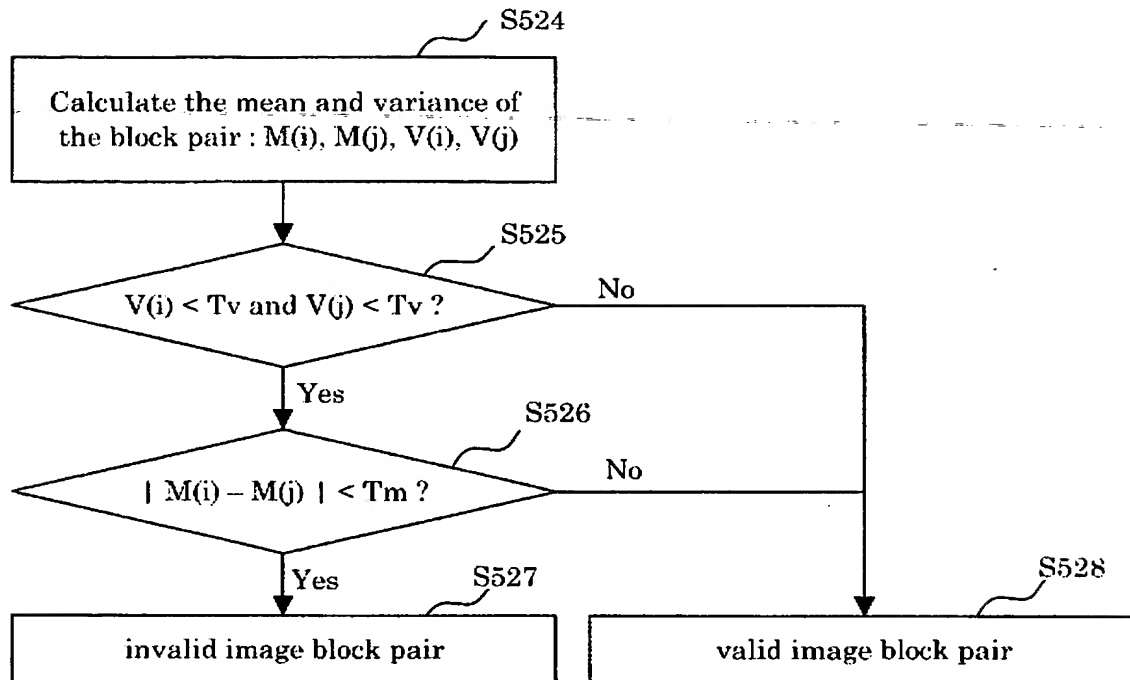 S524
Calculate the mean and variance of
the block pair : M(i), M(j), V(i), V(j)
S525
V(i) < Tv and V(j) < Tv ?
No
Yes
S526
| M(i) – M(j) | < Tm ?
No
Yes
S527
invalid image block pair
S528
valid image block pair